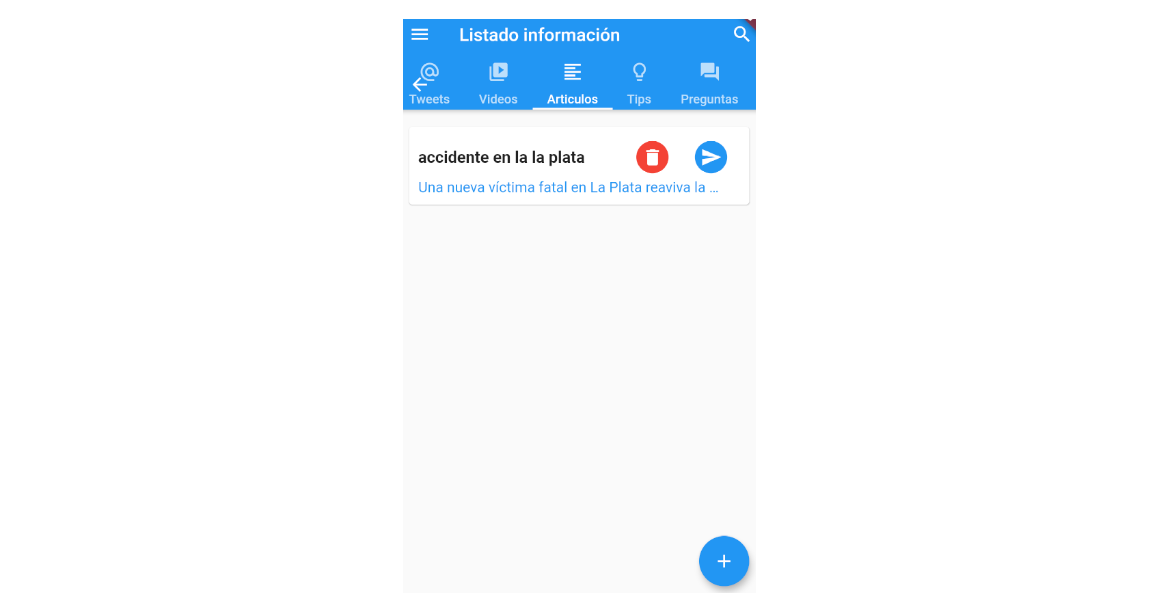 Listado información
Tweets Videos Articulos Tips Preguntas
accidente en la la plata
Una nueva víctima fatal en La Plata reaviva la ...